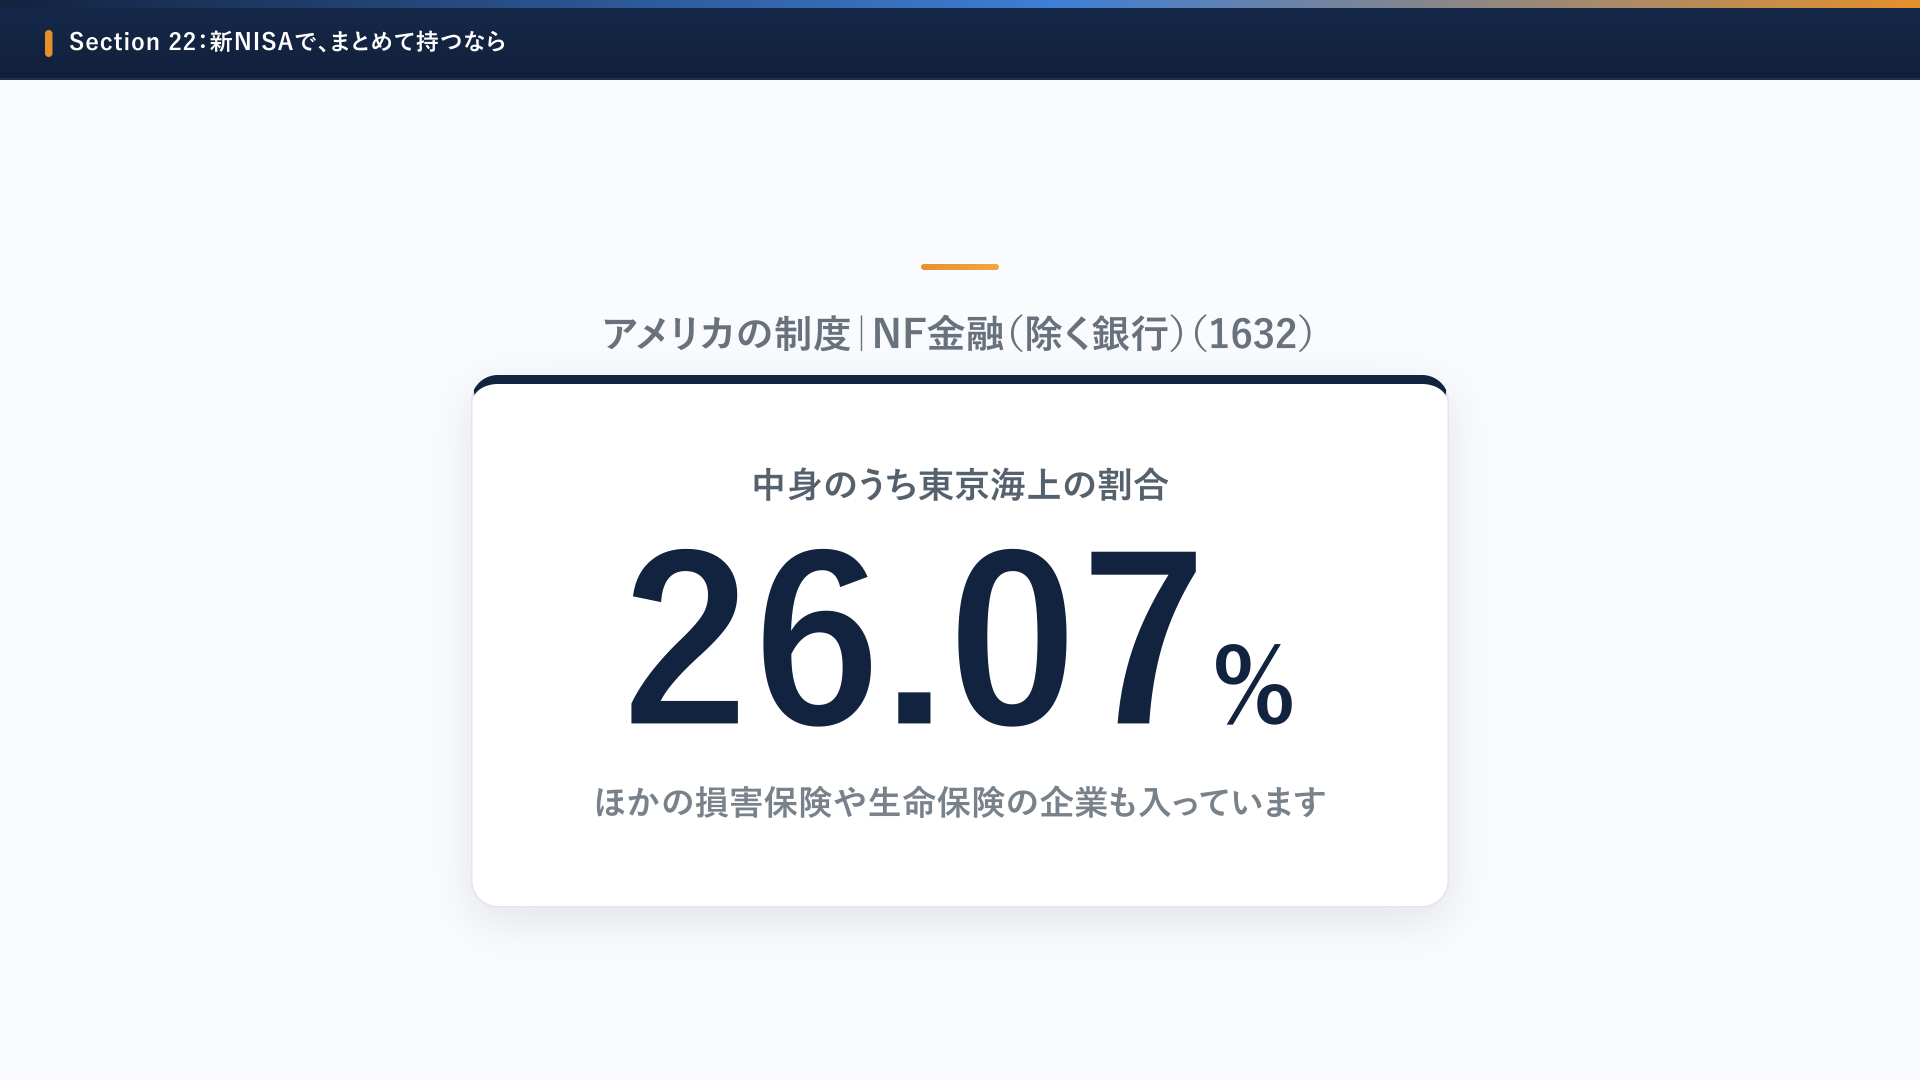 Section 22：新NISAで、まとめて持つなら
アメリカの制度｜NF金融（除く銀行）（1632）
中身のうち東京海上の割合
26.07%
ほかの損害保険や生命保険の企業も入っています